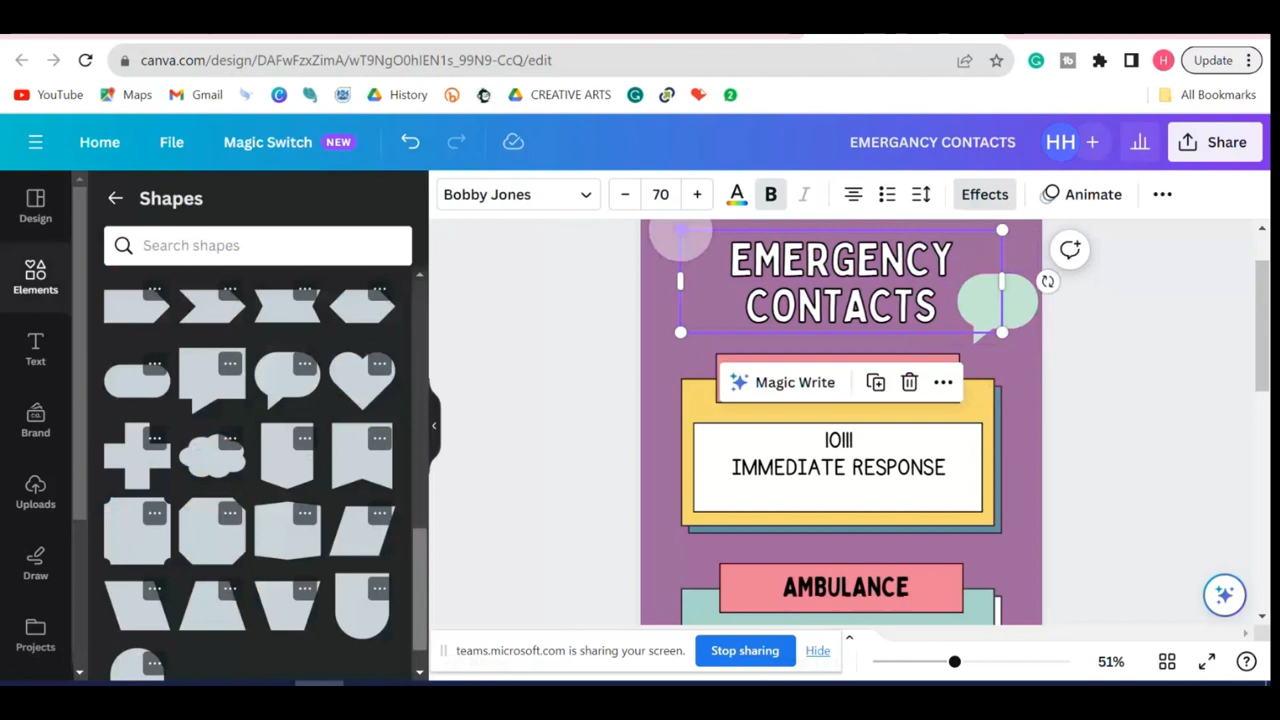 canva.com/design/DAFwFzxZimA/wT9NgO0hIEN1s_99N9-CcQ/edit
H
Update
YouTube
Maps
Gmail
History
CREATIVE ARTS
2
All Bookmarks
Home
File
Magic Switch
NEW
EMERGANCY CONTACTS
HH
Share
Design
Elements
Text
Brand
Uploads
Draw
Projects
Shapes
Search shapes
Bobby Jones
70
A
B
I
Effects
Animate
EMERGENCY
CONTACTS
Magic Write
10111
IMMEDIATE RESPONSE
AMBULANCE
teams.microsoft.com is sharing your screen.
Stop sharing
Hide
51%